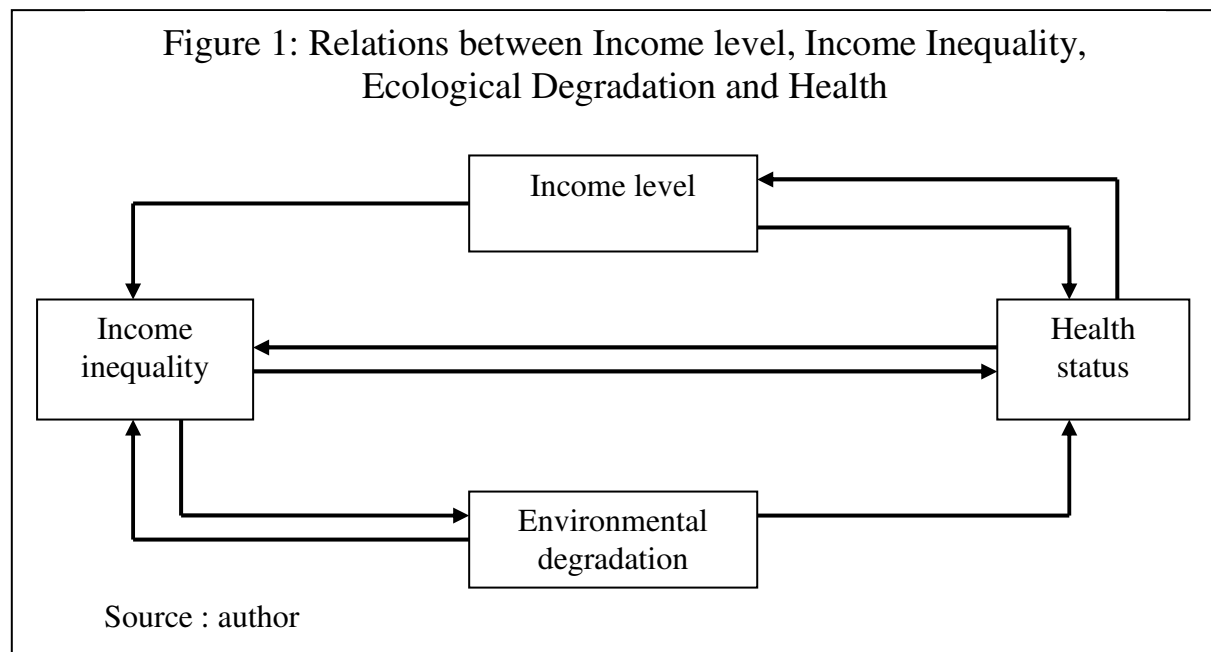 Figure 1: Relations between Income level, Income Inequality,
Ecological Degradation and Health
Income level
Income
inequality
Health
status
Environmental
degradation
Source : author